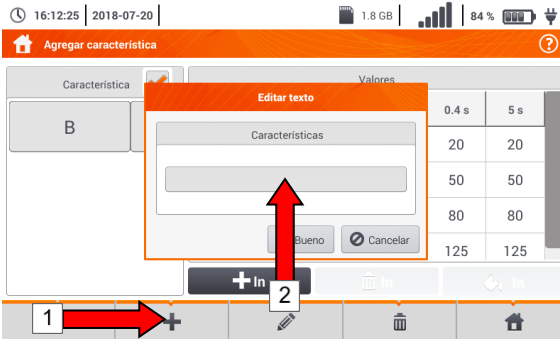 16:12:25 2018-07-20 1.8 GB 84 %
Agregar característica ?
Característica Valores
Editar texto
0.4 s 5 s
B
Características
20 20
50 50
80 80
Bueno Cancelar
125 125
In In In
1
2